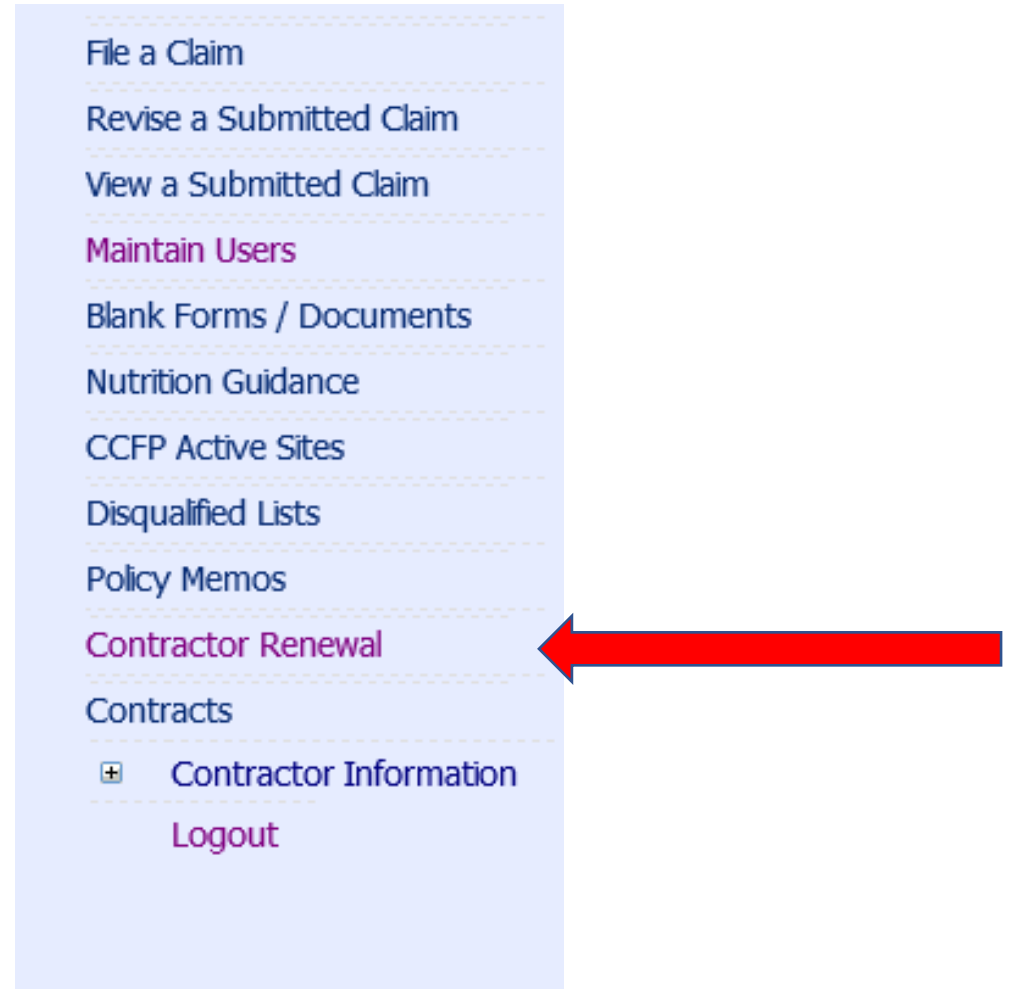 File a Claim
Revise a Submitted Claim
View a Submitted Claim
Maintain Users
Blank Forms / Documents
Nutrition Guidance
CCFP Active Sites
Disqualified Lists
Policy Memos
Contractor Renewal
Contracts
Contractor Information
Logout